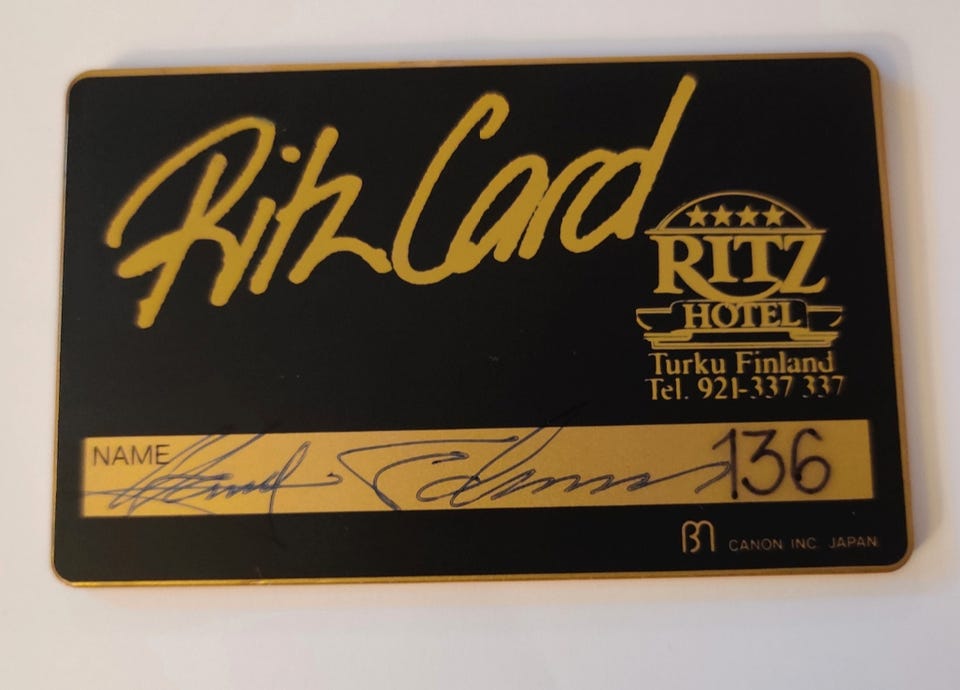 Ritz Card
RITZ
HOTEL
Turku Finland
Tel. 921-337 337
NAME 136
CANON INC. JAPAN